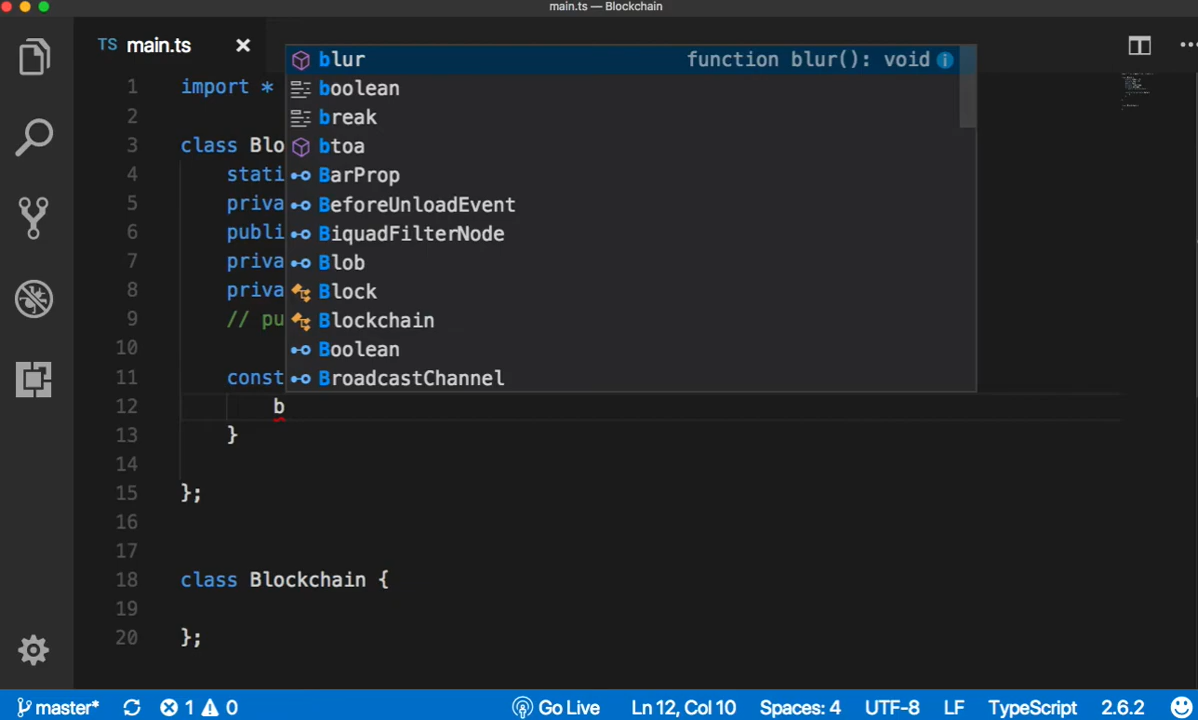 main.ts — Blockchain
TS main.ts ×
blur function blur(): void
boolean
break
btoa
BarProp
BeforeUnloadEvent
BiquadFilterNode
Blob
Block
Blockchain
Boolean
BroadcastChannel
1 import *
2
3 class Blo
4 stati
5 priva
6 publi
7 priva
8 priva
9 // pu
10
11 const
12 b
13 }
14
15 };
16
17
18 class Blockchain {
19
20 };
master* 1 0 Go Live Ln 12, Col 10 Spaces: 4 UTF-8 LF TypeScript 2.6.2